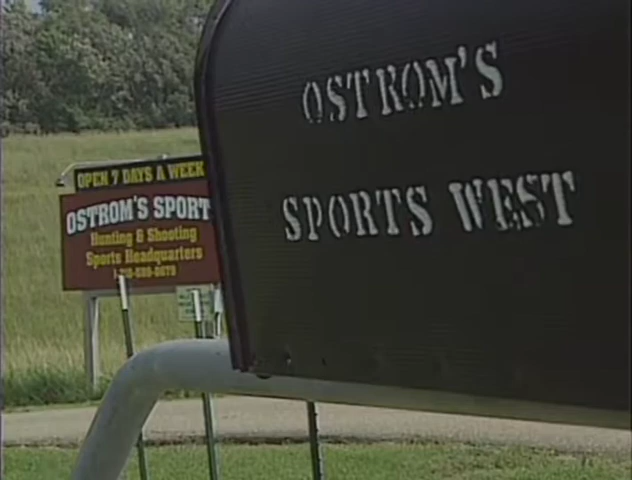 OSTROM'S
SPORTS WEST
OPEN 7 DAYS A WEEK
OSTROM'S SPORT
Hunting & Shooting
Sports Headquarters